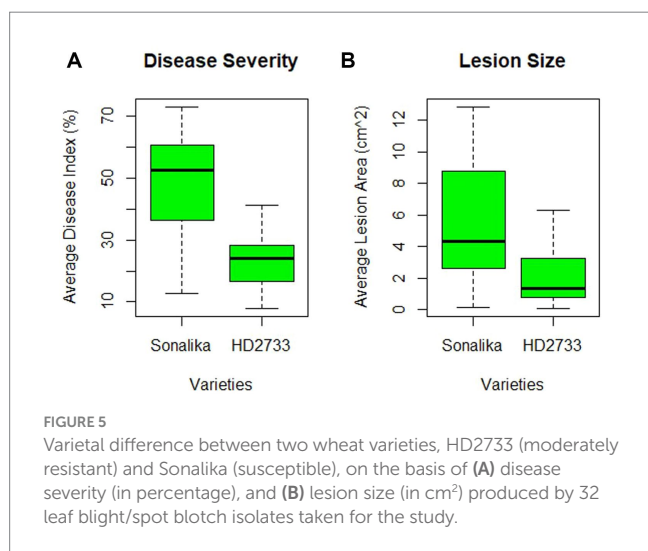 A Disease Severity
Average Disease Index (%)
70
50
30
10
Sonalika HD2733
Varieties
B Lesion Size
Average Lesion Area (cm^2)
12
10
8
6
4
2
0
Sonalika HD2733
Varieties
FIGURE 5
Varietal difference between two wheat varieties, HD2733 (moderately
resistant) and Sonalika (susceptible), on the basis of (A) disease
severity (in percentage), and (B) lesion size (in cm²) produced by 32
leaf blight/spot blotch isolates taken for the study.